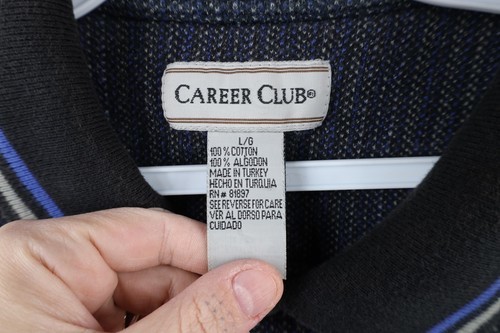 CAREER CLUB®
L/G
100% COTTON
100% ALGODON
MADE IN TURKEY
HECHO EN TURQUIA
RN# 81897
SEE REVERSE FOR CARE
VER AL DORSO PARA
CUIDADO